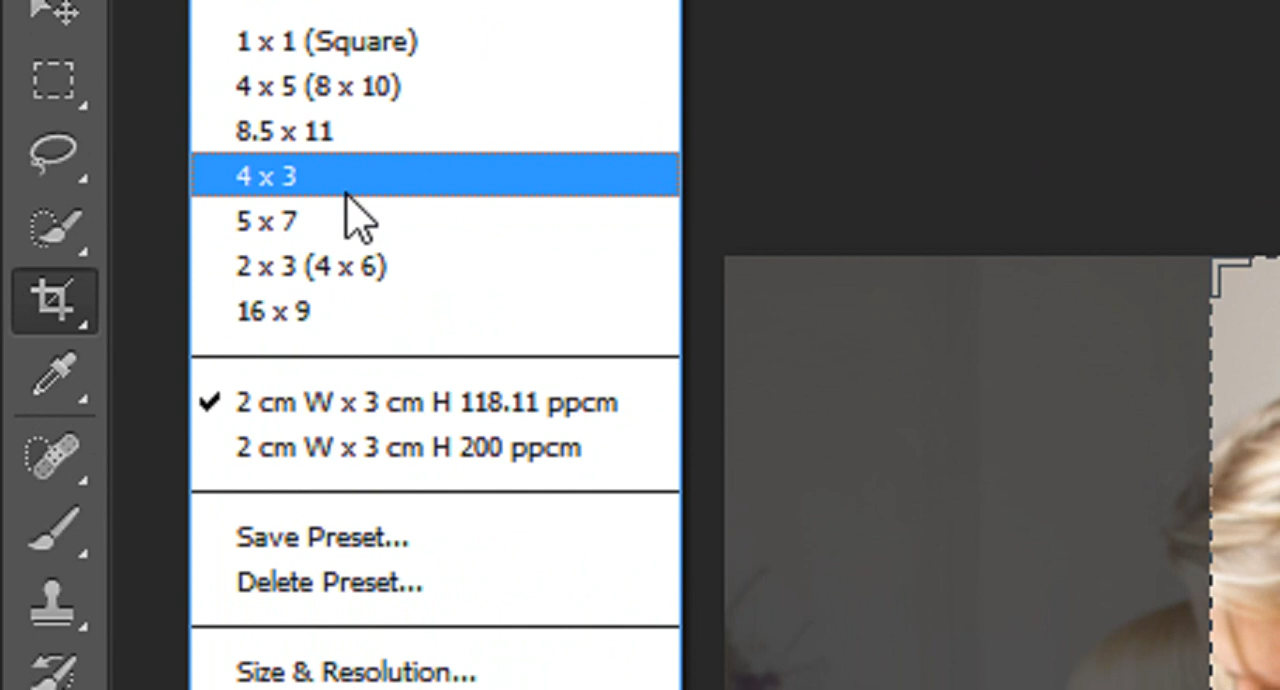 1 x 1 (Square)
4 x 5 (8 x 10)
8.5 x 11
4 x 3
5 x 7
2 x 3 (4 x 6)
16 x 9
2 cm W x 3 cm H 118.11 ppcm
2 cm W x 3 cm H 200 ppcm
Save Preset...
Delete Preset...
Size & Resolution...